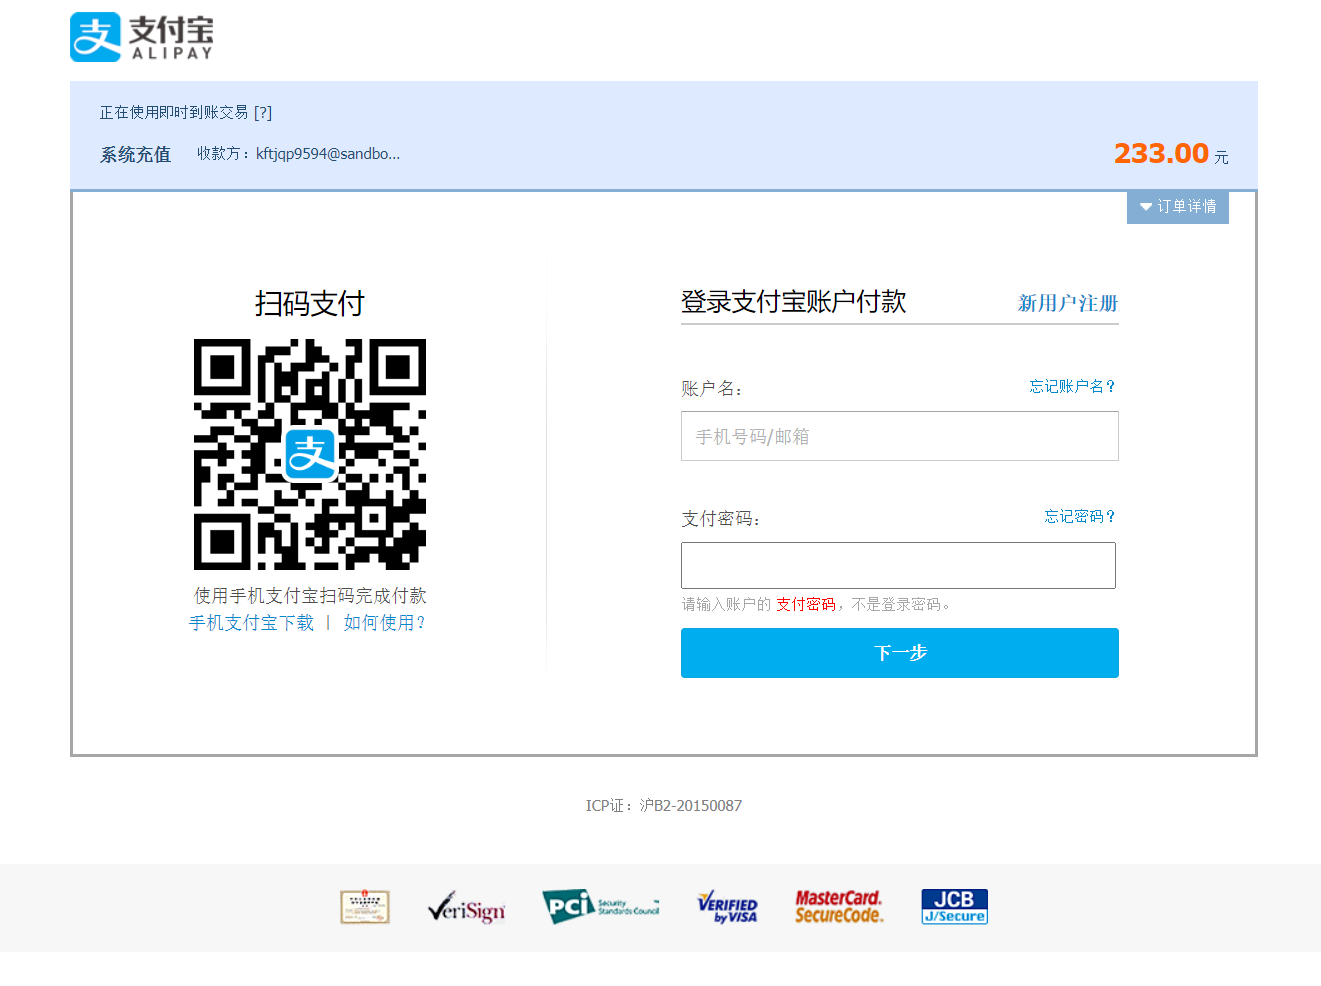 支付宝
ALIPAY
正在使用即时到账交易 [?]
系统充值 收款方：kftjqp9594@sandbo...
233.00 元
订单详情
扫码支付
使用手机支付宝扫码完成付款
手机支付宝下载 | 如何使用?
登录支付宝账户付款 新用户注册
账户名： 忘记账户名?
手机号码/邮箱
支付密码： 忘记密码?
请输入账户的 支付密码，不是登录密码。
下一步
ICP证：沪B2-20150087
VeriSign
PCI Security Standards Council
VERIFIED by VISA
MasterCard. SecureCode.
JCB J/Secure